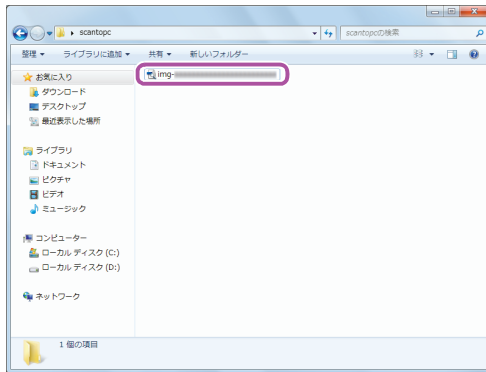 scantopc
scantopcの検索
整理 ライブラリに追加 共有 新しいフォルダー
お気に入り
ダウンロード
デスクトップ
最近表示した場所
ライブラリ
ドキュメント
ピクチャ
ビデオ
ミュージック
コンピューター
ローカル ディスク (C:)
ローカル ディスク (D:)
ネットワーク
img-
1 個の項目